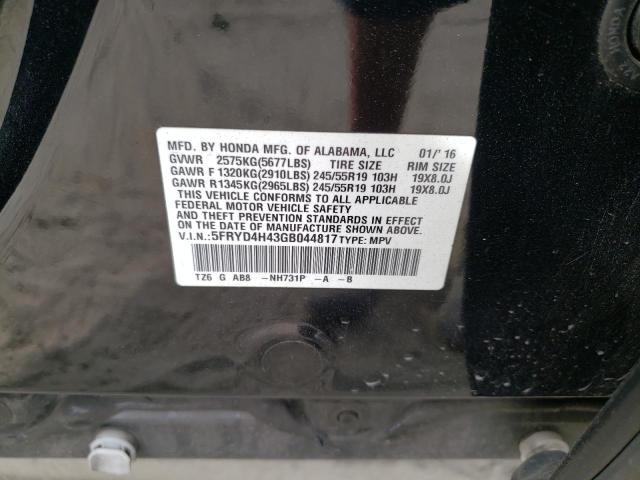 MFD. BY HONDA MFG. OF ALABAMA, LLC 01/'16
GVWR 2575KG(5677LBS) TIRE SIZE RIM SIZE
GAWR F 1320KG(2910LBS) 245/55R19 103H 19X8.0J
GAWR R1345KG(2965LBS) 245/55R19 103H 19X8.0J
THIS VEHICLE CONFORMS TO ALL APPLICABLE
FEDERAL MOTOR VEHICLE SAFETY
AND THEFT PREVENTION STANDARDS IN EFFECT
ON THE DATE OF MANUFACTURE SHOWN ABOVE.
V.I.N.:5FRYD4H43GB044817 TYPE: MPV
TZ6 G AB8 -NH731P -A -B